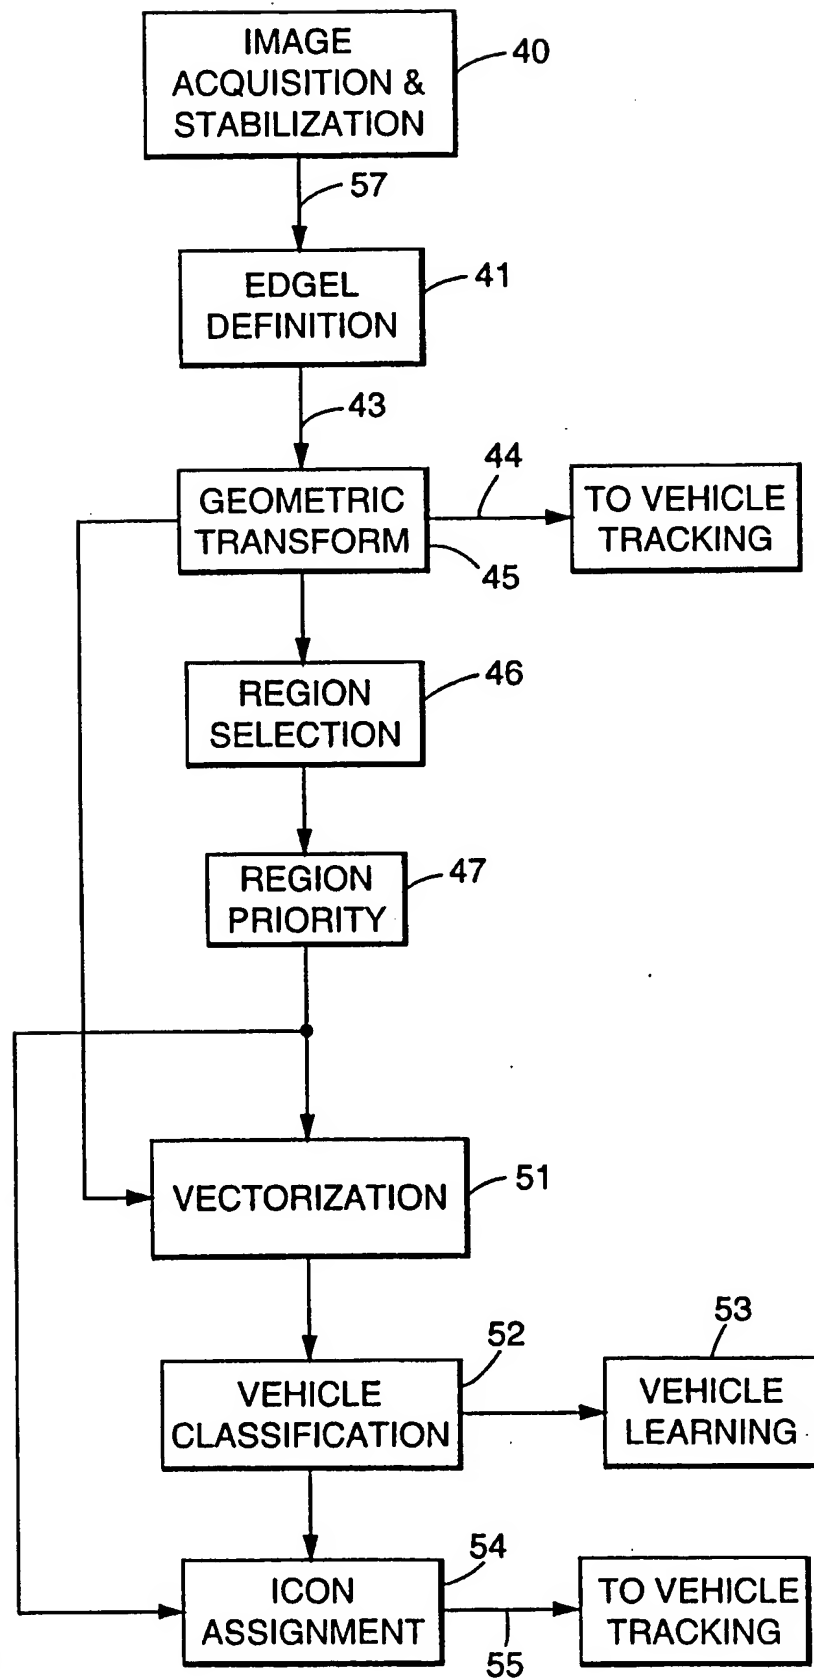 IMAGE
ACQUISITION &
STABILIZATION
40
57
EDGEL
DEFINITION
41
43
GEOMETRIC
TRANSFORM
45
44
TO VEHICLE
TRACKING
REGION
SELECTION
46
REGION
PRIORITY
47
VECTORIZATION
51
VEHICLE
CLASSIFICATION
52
53
VEHICLE
LEARNING
ICON
ASSIGNMENT
54
55
TO VEHICLE
TRACKING